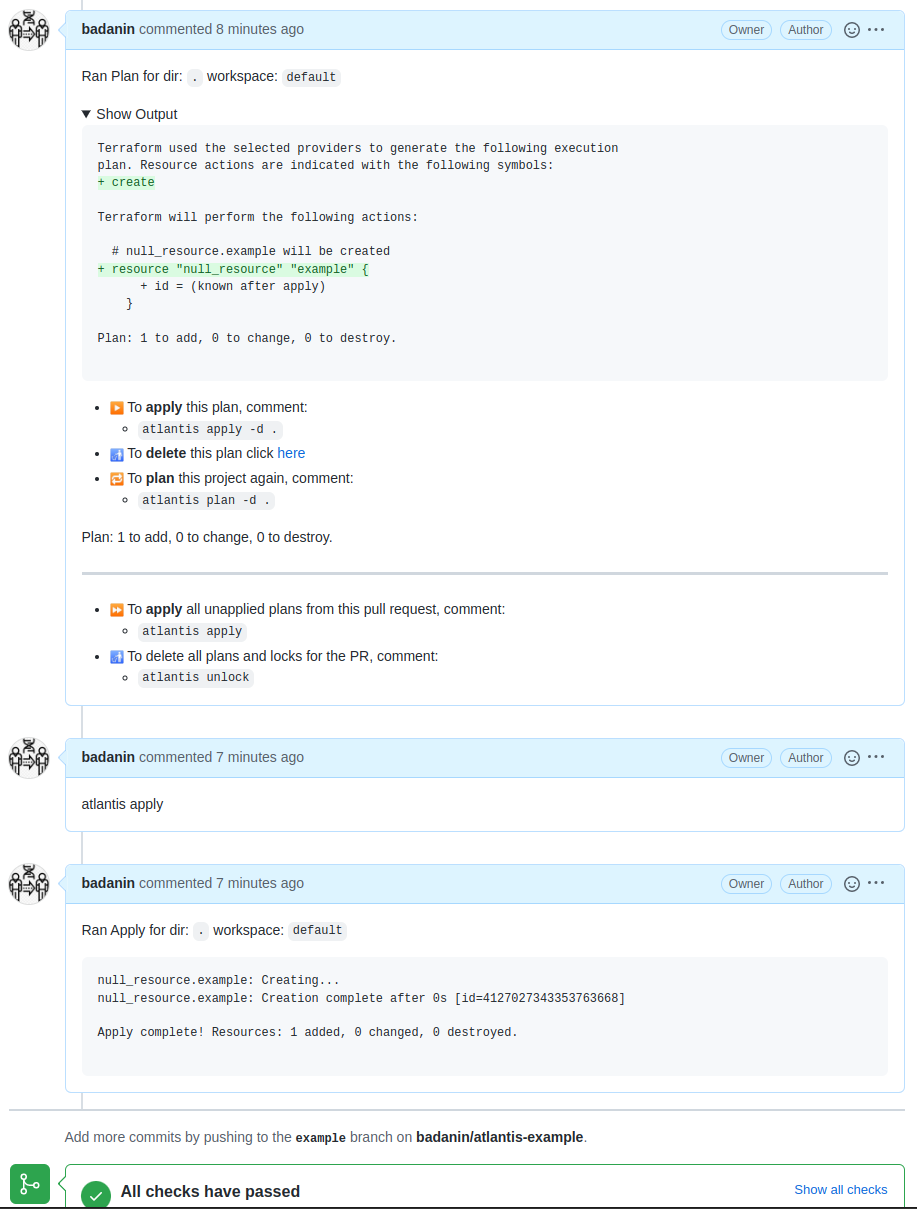 badanin commented 8 minutes ago Owner Author
Ran Plan for dir: . workspace: default
▼ Show Output
Terraform used the selected providers to generate the following execution
plan. Resource actions are indicated with the following symbols:
+ create
Terraform will perform the following actions:
# null_resource.example will be created
+ resource "null_resource" "example" {
+ id = (known after apply)
}
Plan: 1 to add, 0 to change, 0 to destroy.
• ▶️ To apply this plan, comment:
◦ atlantis apply -d .
• 🚮 To delete this plan click here
• 🔁 To plan this project again, comment:
◦ atlantis plan -d .
Plan: 1 to add, 0 to change, 0 to destroy.
• ⏩ To apply all unapplied plans from this pull request, comment:
◦ atlantis apply
• 🚮 To delete all plans and locks for the PR, comment:
◦ atlantis unlock
badanin commented 7 minutes ago Owner Author
atlantis apply
badanin commented 7 minutes ago Owner Author
Ran Apply for dir: . workspace: default
null_resource.example: Creating...
null_resource.example: Creation complete after 0s [id=4127027343353763668]
Apply complete! Resources: 1 added, 0 changed, 0 destroyed.
Add more commits by pushing to the example branch on badanin/atlantis-example.
All checks have passed Show all checks